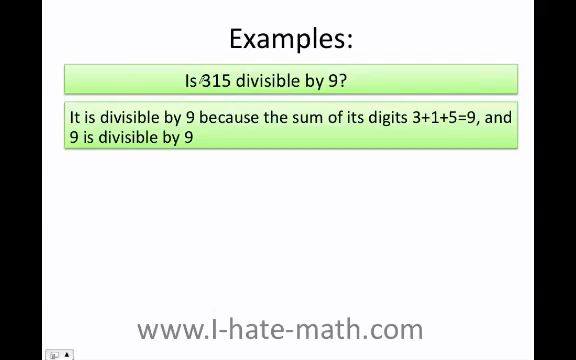 Examples:
Is 315 divisible by 9?
It is divisible by 9 because the sum of its digits 3+1+5=9, and
9 is divisible by 9
www.I-hate-math.com